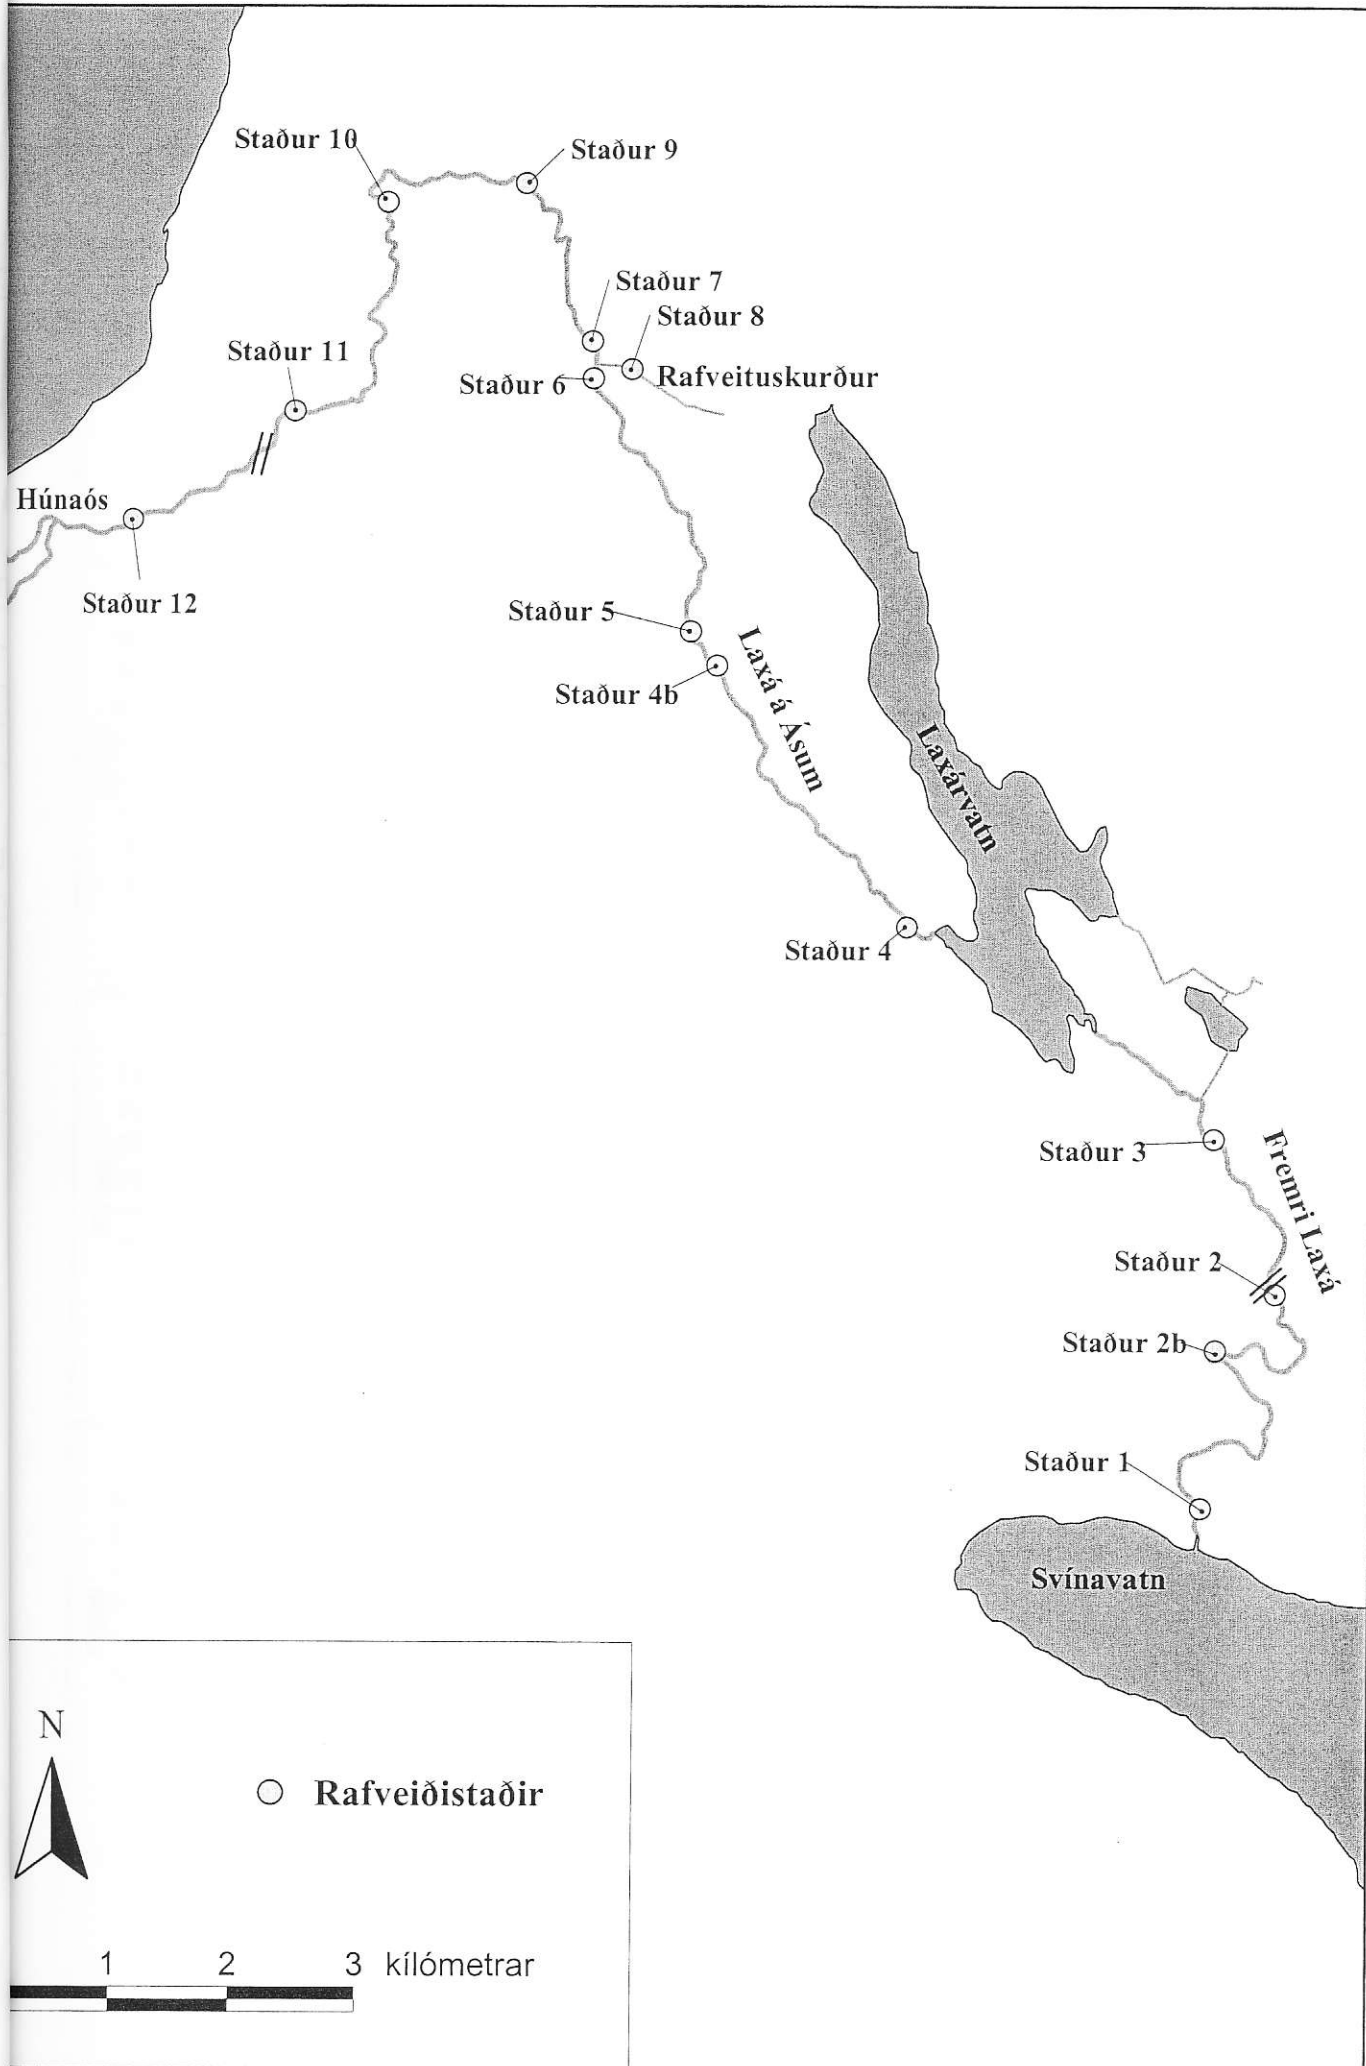 Staður 10
Staður 9
Staður 7
Staður 8
Staður 11
Staður 6
Rafveituskurður
Húnaós
Staður 12
Staður 5
Staður 4b
Laxá á Ásum
Laxárvatn
Staður 4
Staður 3
Fremri Laxá
Staður 2
Staður 2b
Staður 1
Svínavatn
N
Rafveiðistaðir
1 2 3 kílómetrar